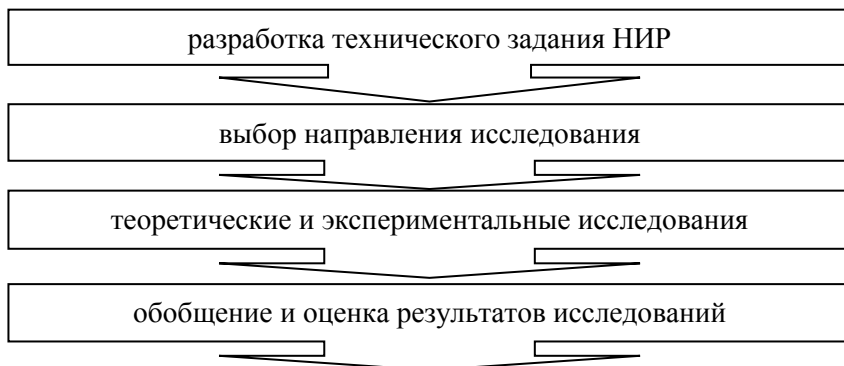 разработка технического задания НИР
выбор направления исследования
теоретические и экспериментальные исследования
обобщение и оценка результатов исследований